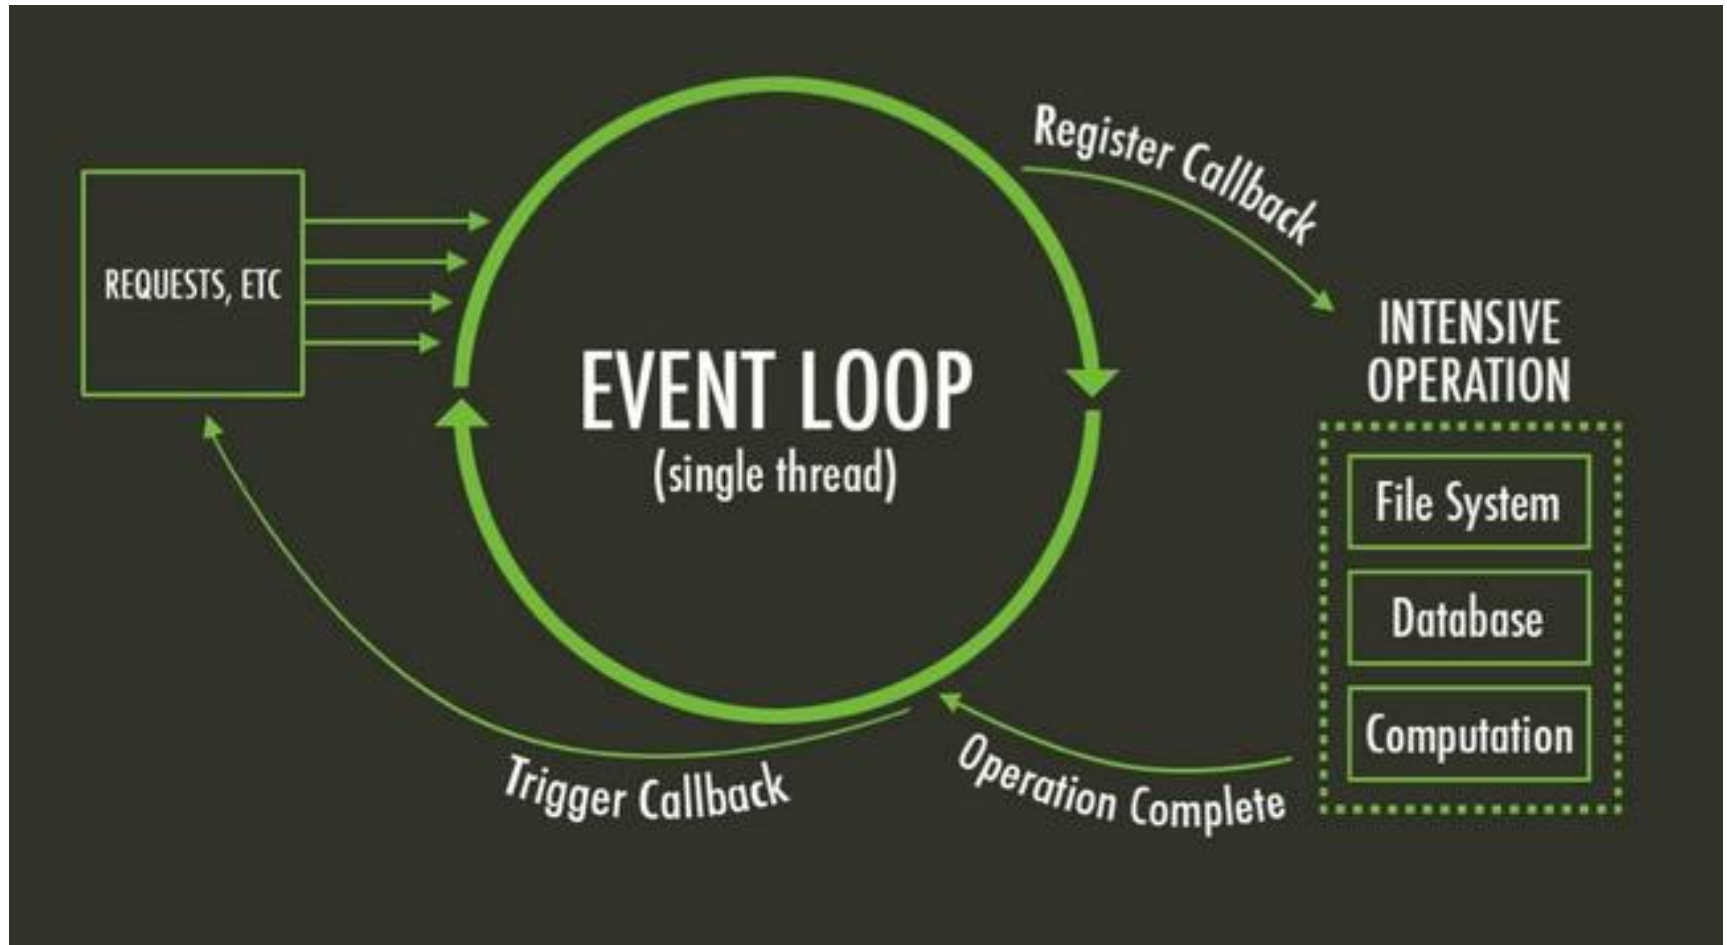 REQUESTS, ETC
EVENT LOOP
(single thread)
Register Callback
INTENSIVE
OPERATION
File System
Database
Computation
Operation Complete
Trigger Callback